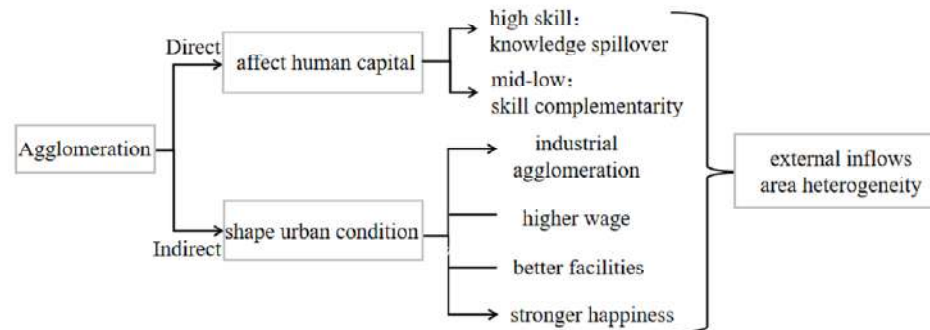 high skill：
knowledge spillover
Direct
affect human capital
mid-low：
skill complementarity
Agglomeration
industrial
agglomeration
external inflows
area heterogeneity
higher wage
shape urban condition
Indirect
better facilities
stronger happiness